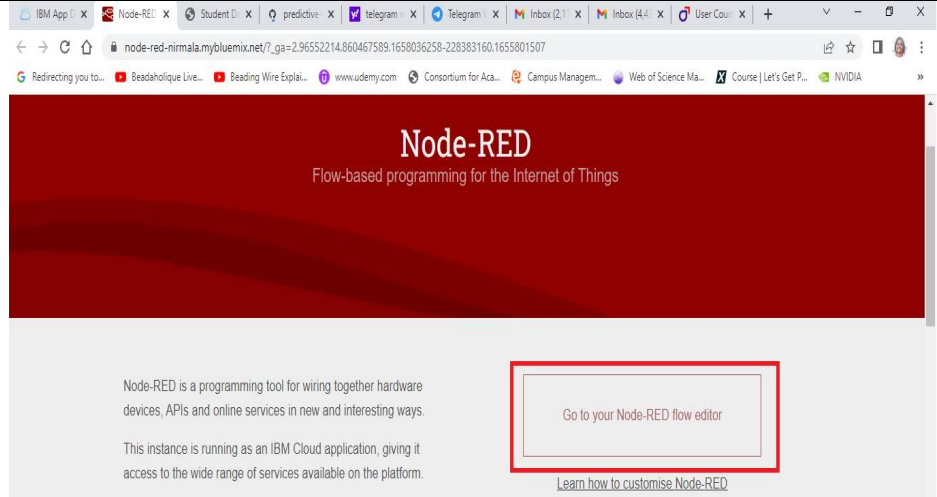 IBM App D
Node-RED
Student Da
predictive
telegram
Telegram
Inbox (2,1
Inbox (4,4
User Coun
node-red-nirmala.mybluemix.net/?_ga=2.96552214.860467589.1658036258-228383160.1655801507
Redirecting you to...
Beadaholique Live...
Beading Wire Explai...
www.udemy.com
Consortium for Aca...
Campus Managem...
Web of Science Ma...
Course | Let's Get P...
NVIDIA
Node-RED
Flow-based programming for the Internet of Things
Node-RED is a programming tool for wiring together hardware
devices, APIs and online services in new and interesting ways.
This instance is running as an IBM Cloud application, giving it
access to the wide range of services available on the platform.
Go to your Node-RED flow editor
Learn how to customise Node-RED